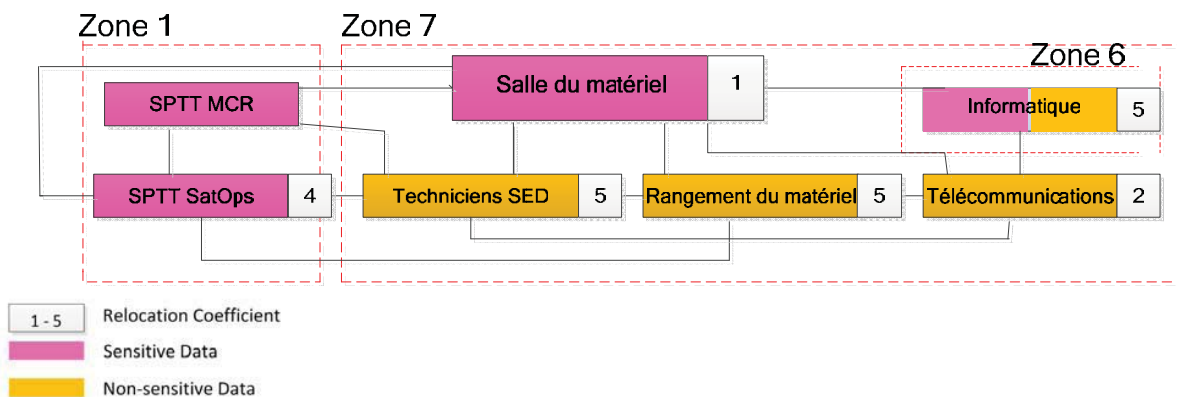 Zone 1
Zone 7
Zone 6
Salle du matériel 1
SPTT MCR
Informatique 5
SPTT SatOps 4
Techniciens SED 5
Rangement du matériel 5
Télécommunications 2
1 - 5 Relocation Coefficient
Sensitive Data
Non-sensitive Data